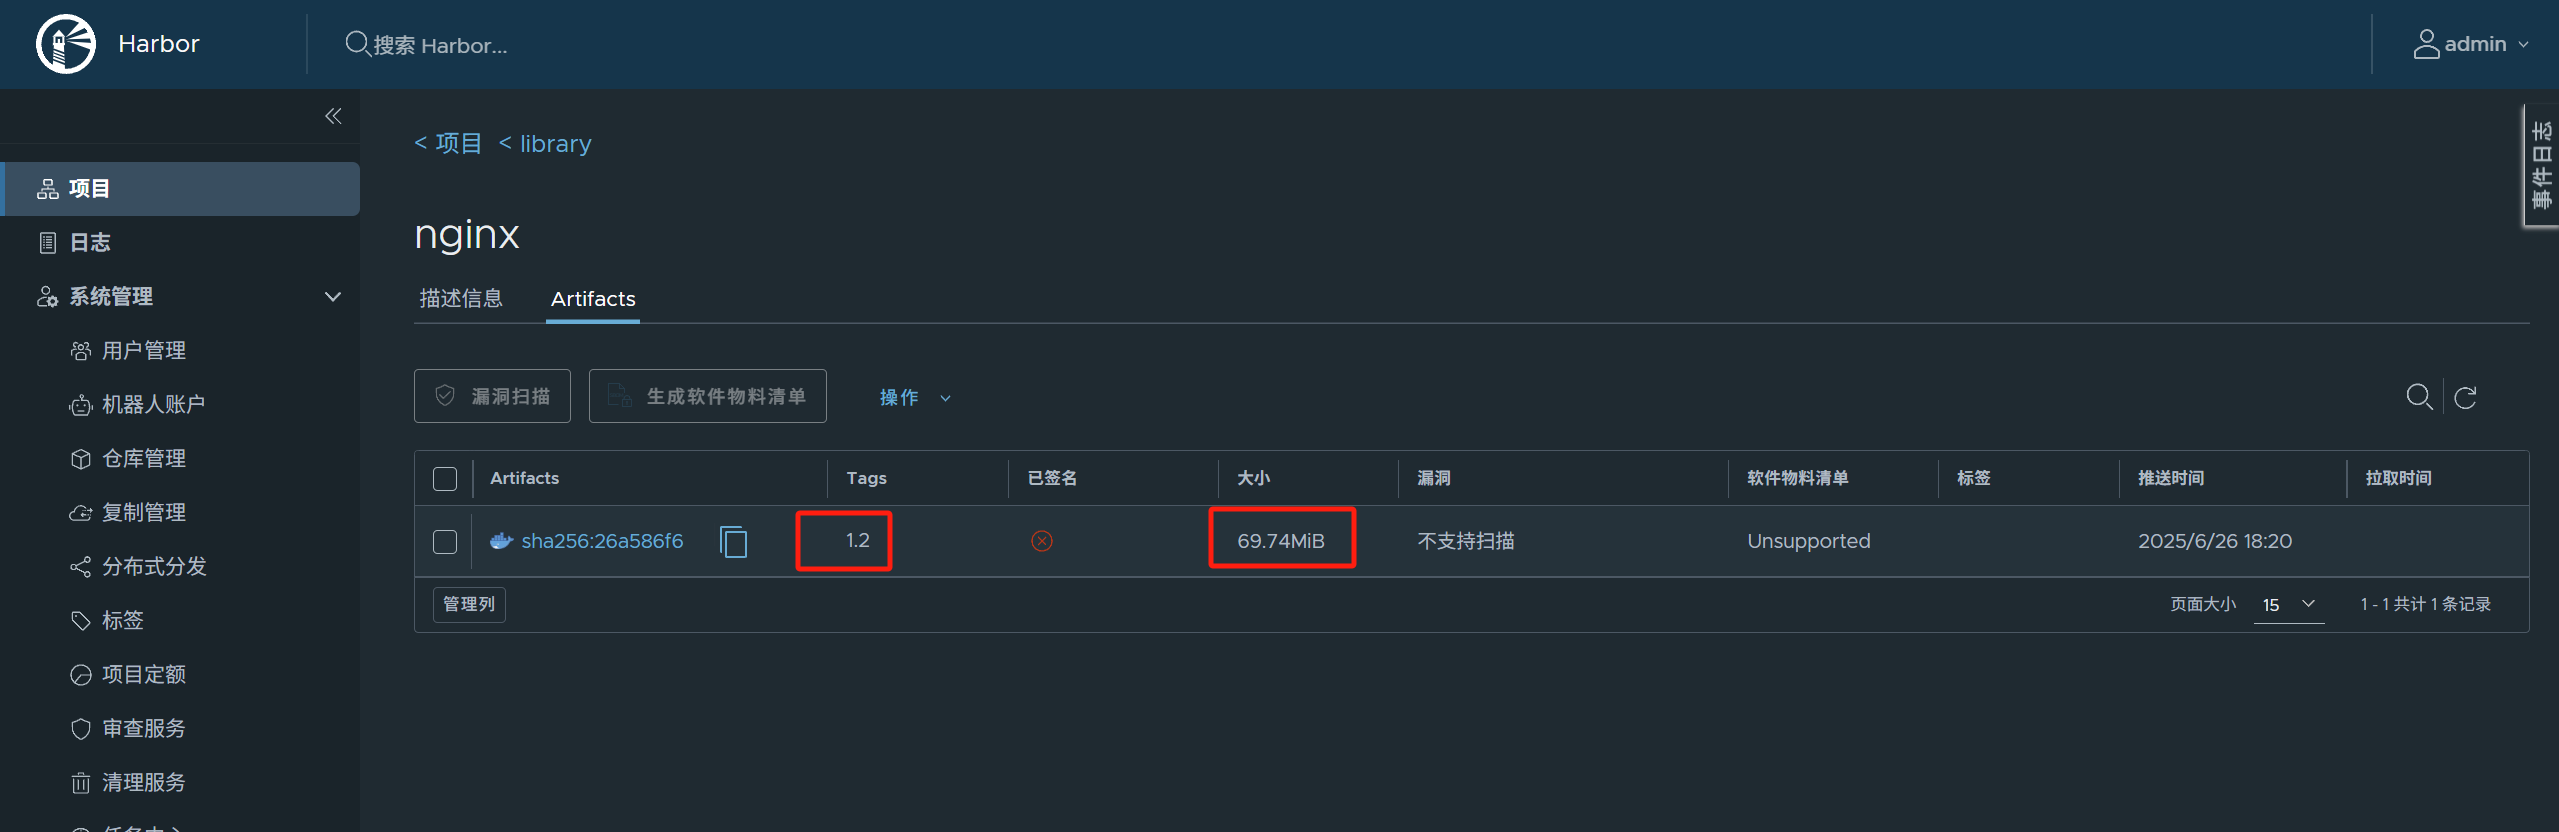 Harbor
搜索 Harbor...
admin
事件日志
项目
日志
系统管理
用户管理
机器人账户
仓库管理
复制管理
分布式分发
标签
项目定额
审查服务
清理服务
任务中心
< 项目 < library
nginx
描述信息 Artifacts
漏洞扫描 生成软件物料清单 操作
Artifacts Tags 已签名 大小 漏洞 软件物料清单 标签 推送时间 拉取时间
sha256:26a586f6 1.2 69.74MiB 不支持扫描 Unsupported 2025/6/26 18:20
管理列 页面大小 15 1 - 1 共计 1 条记录